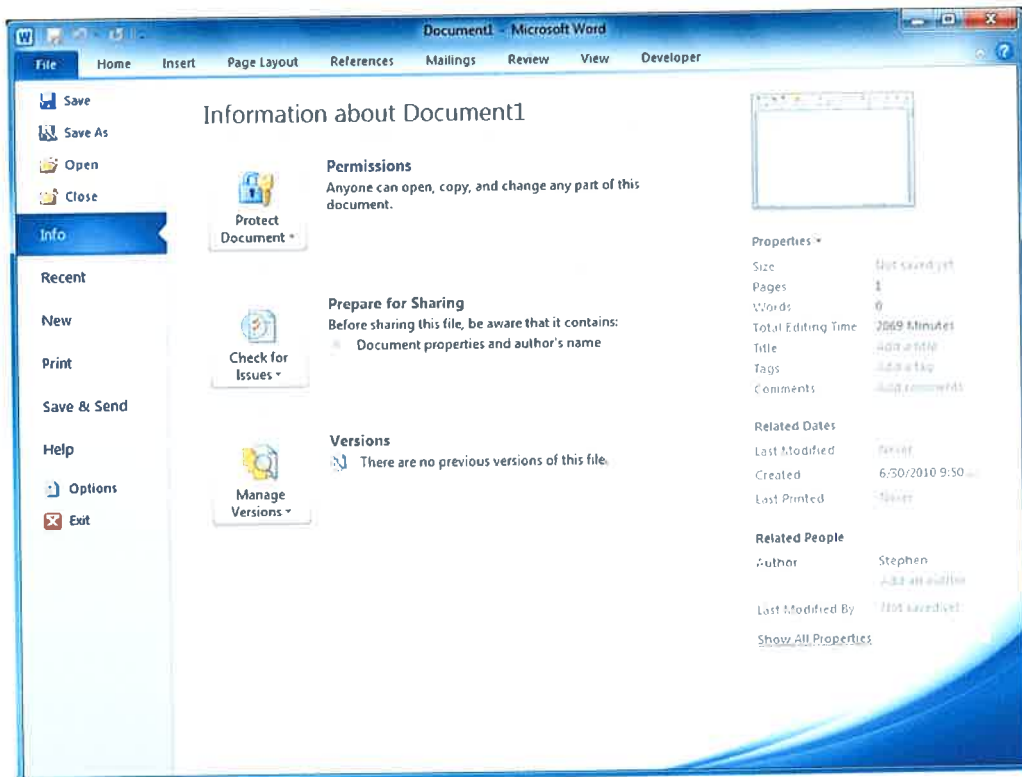 Document1 - Microsoft Word
File Home Insert Page Layout References Mailings Review View Developer
Save
Save As
Open
Close
Info
Recent
New
Print
Save & Send
Help
Options
Exit
Information about Document1
Protect
Document
Permissions
Anyone can open, copy, and change any part of this
document.
Check for
Issues
Prepare for Sharing
Before sharing this file, be aware that it contains:
Document properties and author's name
Manage
Versions
Versions
There are no previous versions of this file.
Properties
Size Not saved yet
Pages 1
Words 0
Total Editing Time 2069 Minutes
Title Add a title
Tags Add a tag
Comments Add comments
Related Dates
Last Modified Never
Created 6/30/2010 9:50 ...
Last Printed Never
Related People
Author Stephen
Add an author
Last Modified By Not saved yet
Show All Properties